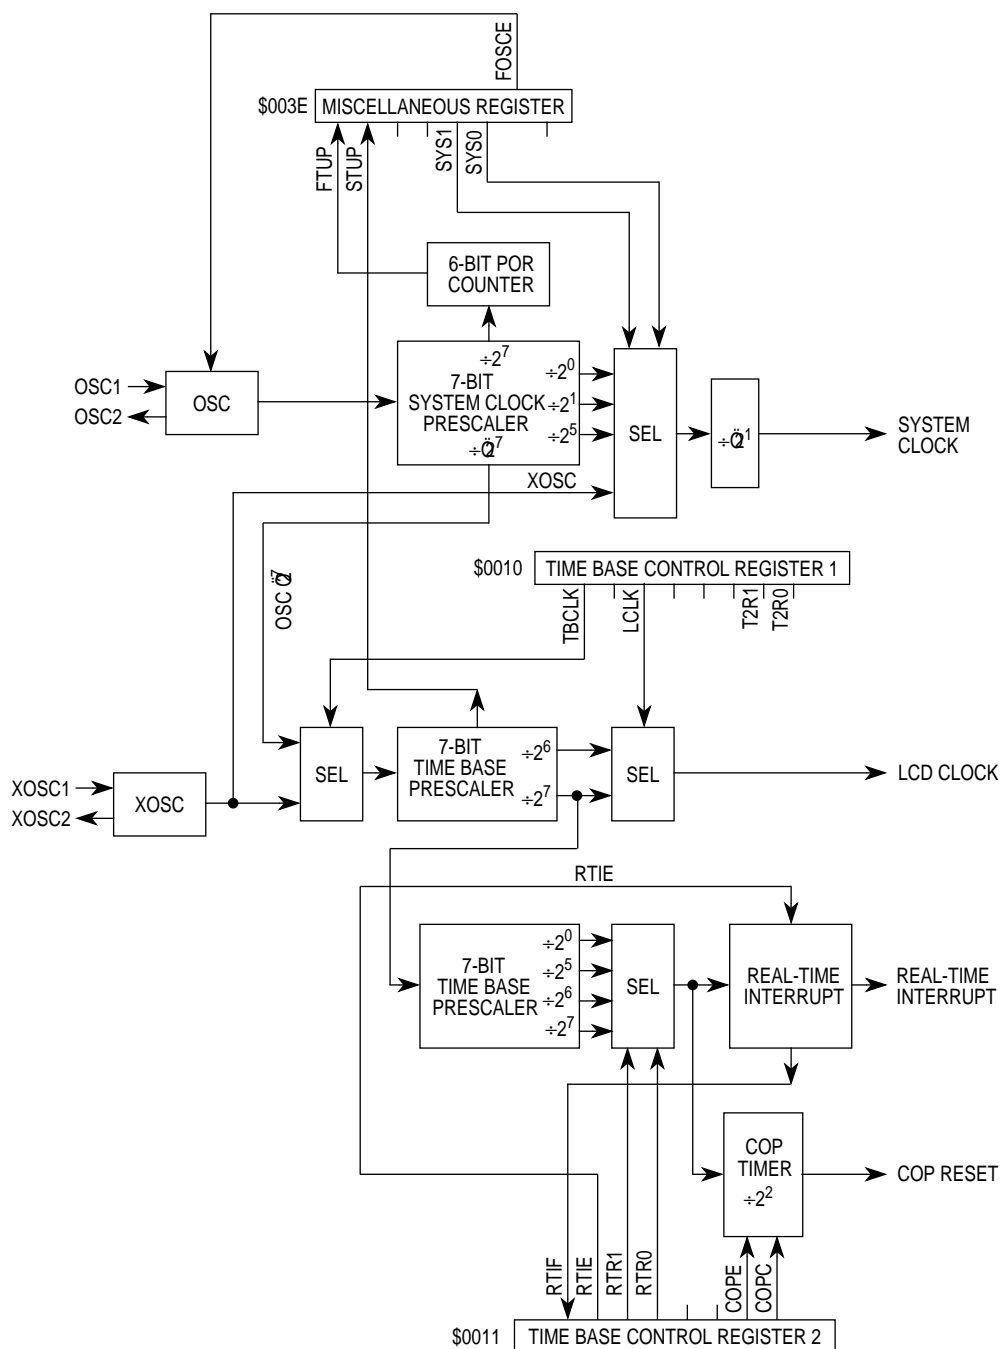 FOSCE
$003E MISCELLANEOUS REGISTER
FTUP
STUP
SYS1
SYS0
6-BIT POR
COUNTER
OSC1
OSC2
OSC
÷2^7
7-BIT
SYSTEM CLOCK
PRESCALER
÷Q̈2^7
÷2^0
÷2^1
÷2^5
SEL
÷Q̈2^1
SYSTEM
CLOCK
XOSC
$0010 TIME BASE CONTROL REGISTER 1
TBCLK
LCLK
T2R1
T2R0
XOSC1
XOSC2
XOSC
SEL
7-BIT
TIME BASE
PRESCALER
÷2^6
÷2^7
SEL
LCD CLOCK
RTIE
7-BIT
TIME BASE
PRESCALER
÷2^0
÷2^5
÷2^6
÷2^7
SEL
REAL-TIME
INTERRUPT
REAL-TIME
INTERRUPT
COP
TIMER
÷2^2
COP RESET
RTIF
RTIE
RTR1
RTR0
COPE
COPC
$0011 TIME BASE CONTROL REGISTER 2